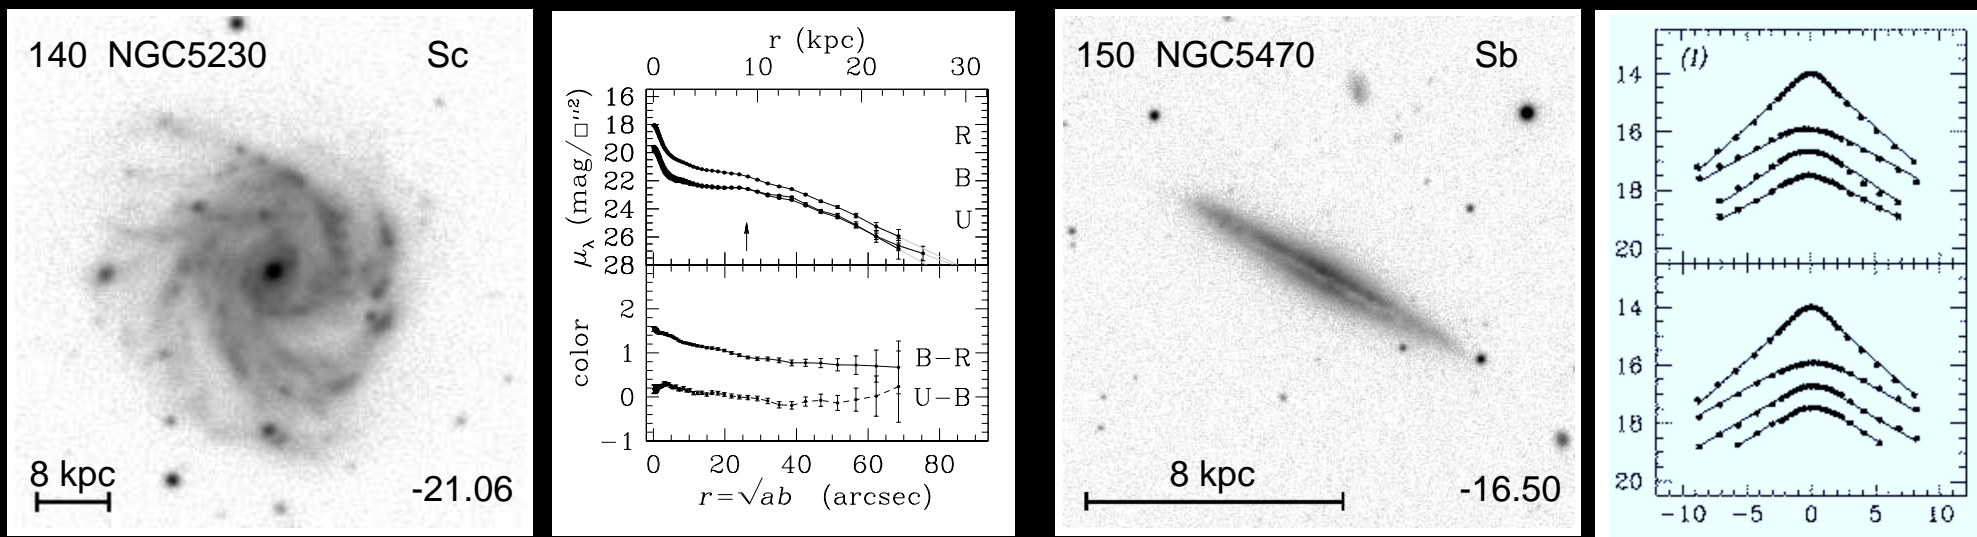 140 NGC5230 Sc
8 kpc
-21.06
r (kpc)
0 10 20 30
μλ (mag/□″2)
16
18
20
22
24
26
28
R
B
U
color
2
1
0
−1
B−R
U−B
0 20 40 60 80
r=√ab (arcsec)
150 NGC5470 Sb
8 kpc
-16.50
(i)
14
16
18
20
14
16
18
20
−10 −5 0 5 10